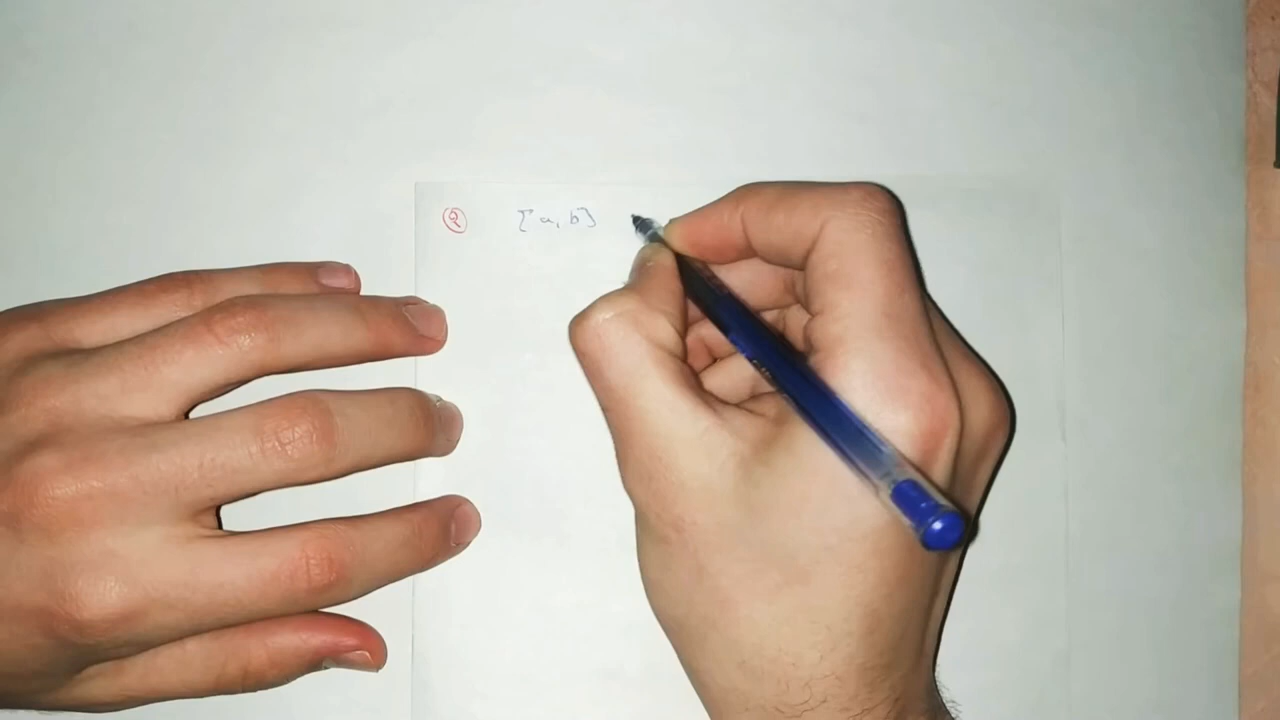 ② [a, b]